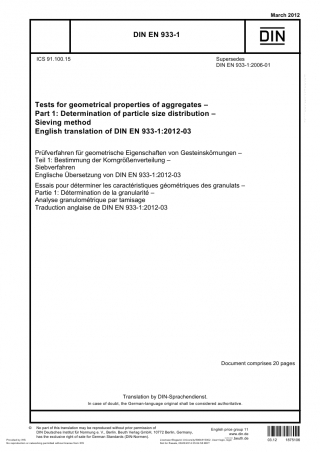 March 2012
DIN EN 933-1
DIN
ICS 91.100.15
Supersedes
DIN EN 933-1:2006-01
Tests for geometrical properties of aggregates –
Part 1: Determination of particle size distribution –
Sieving method
English translation of DIN EN 933-1:2012-03
Prüfverfahren für geometrische Eigenschaften von Gesteinskörnungen –
Teil 1: Bestimmung der Korngrößenverteilung –
Siebverfahren
Englische Übersetzung von DIN EN 933-1:2012-03
Essais pour déterminer les caractéristiques géométriques des granulats –
Partie 1: Détermination de la granularité –
Analyse granulométrique par tamisage
Traduction anglaise de DIN EN 933-1:2012-03
Document comprises 20 pages
Translation by DIN-Sprachendienst.
In case of doubt, the German-language original shall be considered authoritative.
© No part of this translation may be reproduced without prior permission of
DIN Deutsches Institut für Normung e. V., Berlin. Beuth Verlag GmbH, 10772 Berlin, Germany,
has the exclusive right of sale for German Standards (DIN-Normen).
English price group 11
www.din.de
www.beuth.de